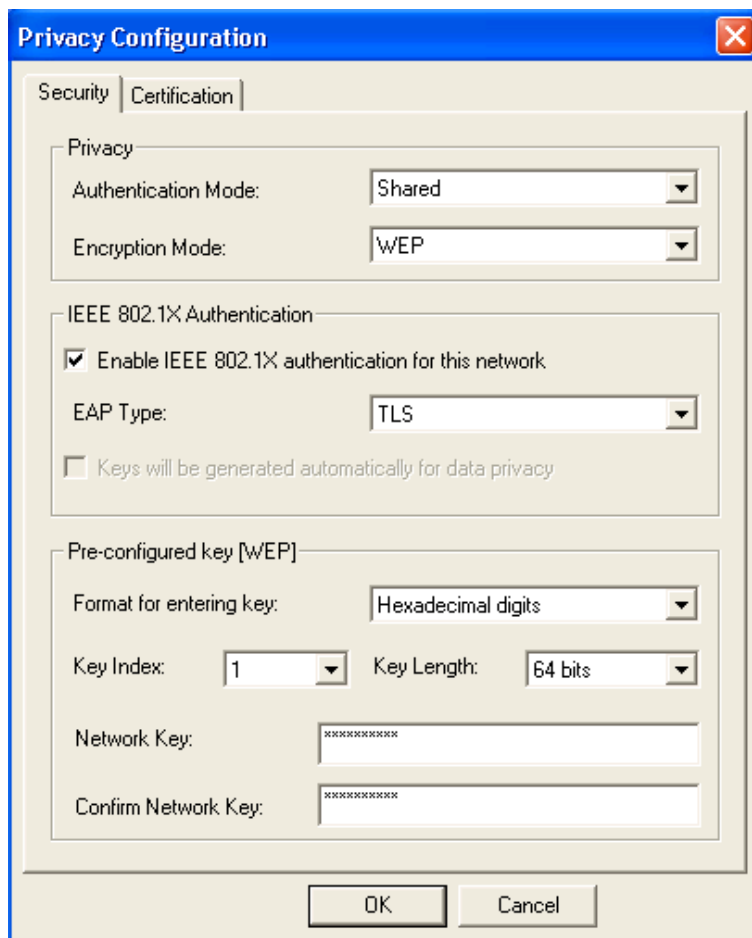 Privacy Configuration
Security Certification
Privacy
Authentication Mode: Shared
Encryption Mode: WEP
IEEE 802.1X Authentication
Enable IEEE 802.1X authentication for this network
EAP Type: TLS
Keys will be generated automatically for data privacy
Pre-configured key [WEP]
Format for entering key: Hexadecimal digits
Key Index: 1 Key Length: 64 bits
Network Key: **********
Confirm Network Key: **********
OK Cancel